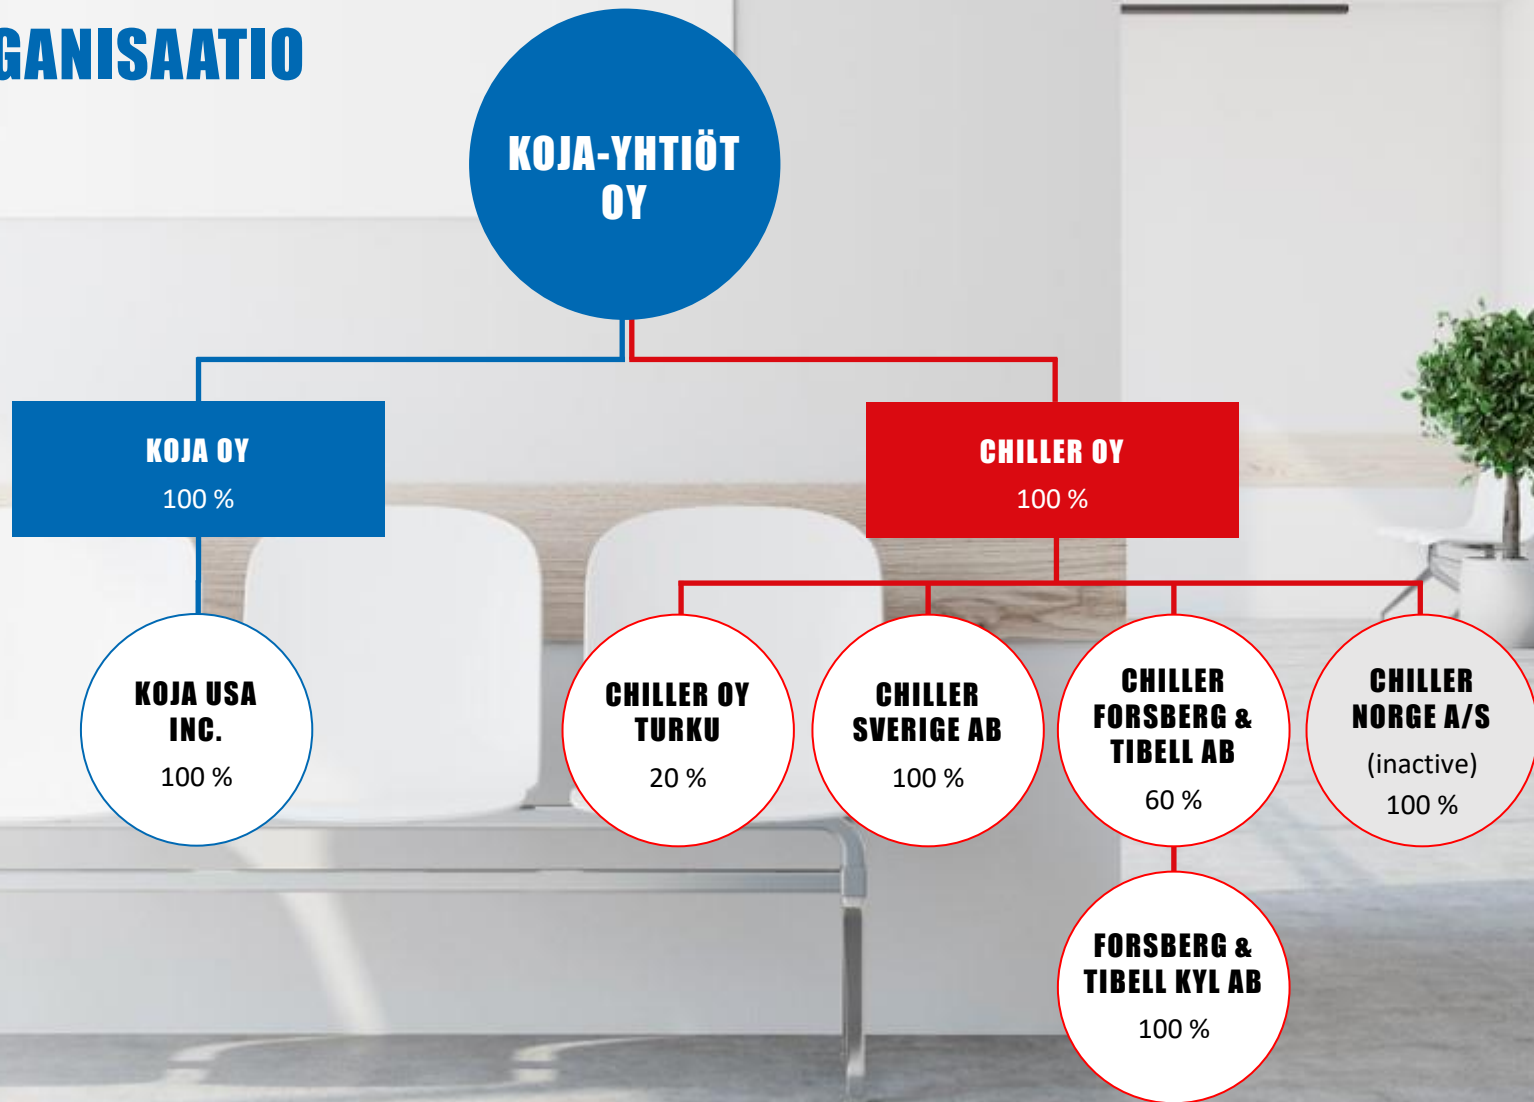 GANISAATIO
KOJA-YHTIÖT
OY
KOJA OY
100 %
CHILLER OY
100 %
KOJA USA
INC.
100 %
CHILLER OY
TURKU
20 %
CHILLER
SVERIGE AB
100 %
CHILLER
FORSBERG &
TIBELL AB
60 %
CHILLER
NORGE A/S
(inactive)
100 %
FORSBERG &
TIBELL KYL AB
100 %